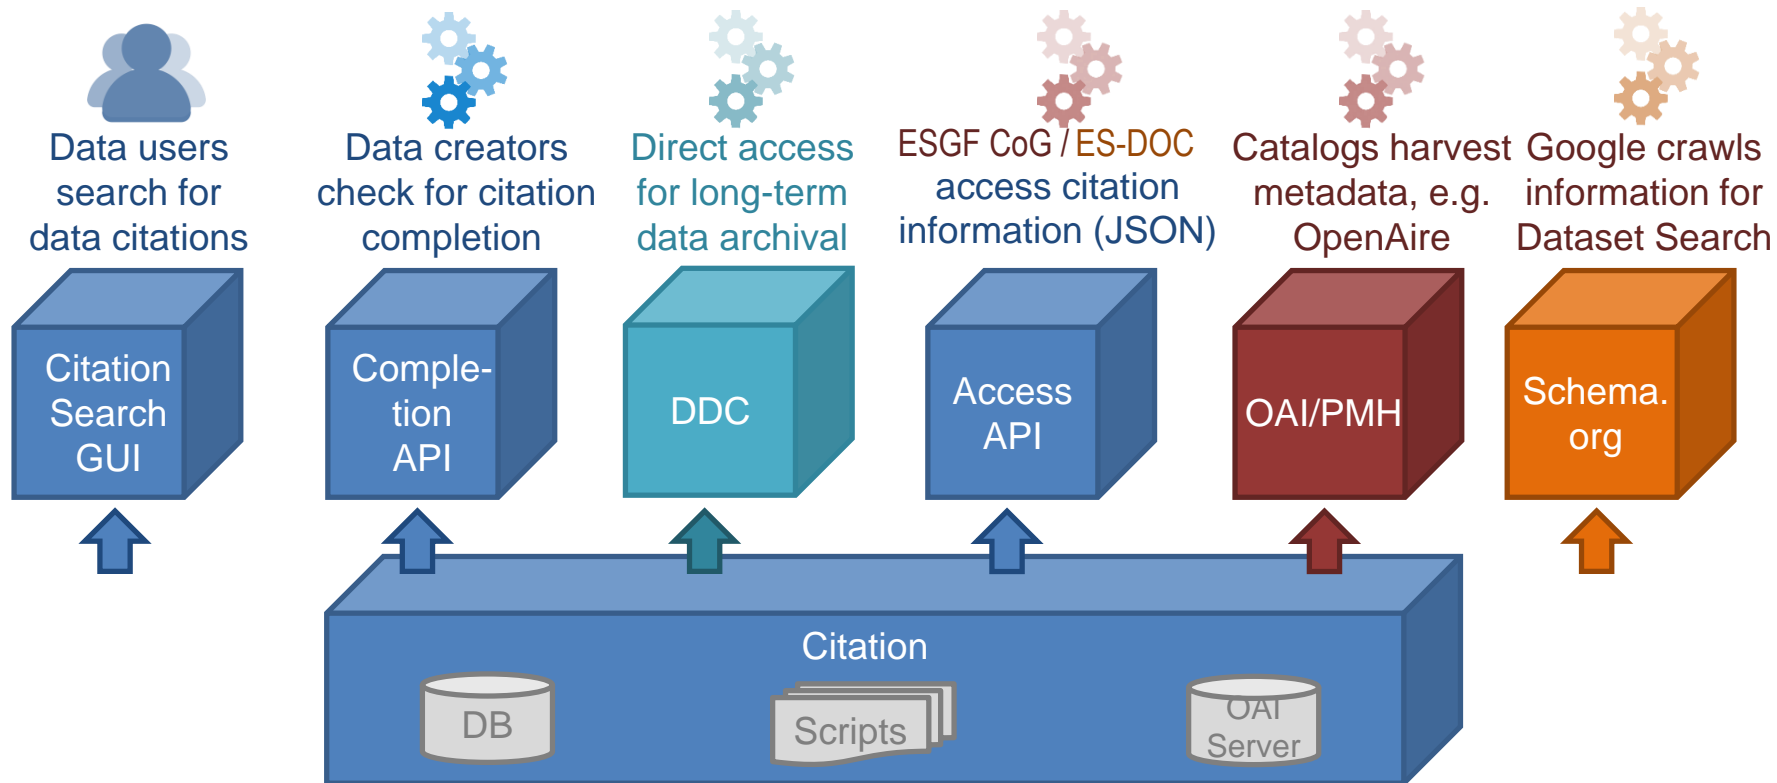 Data users
search for
data citations
Data creators
check for citation
completion
Direct access
for long-term
data archival
ESGF CoG / ES-DOC
access citation
information (JSON)
Catalogs harvest
metadata, e.g.
OpenAire
Google crawls
information for
Dataset Search
Citation
Search
GUI
Comple-
tion
API
DDC
Access
API
OAI/PMH
Schema.
org
Citation
DB
Scripts
OAI
Server